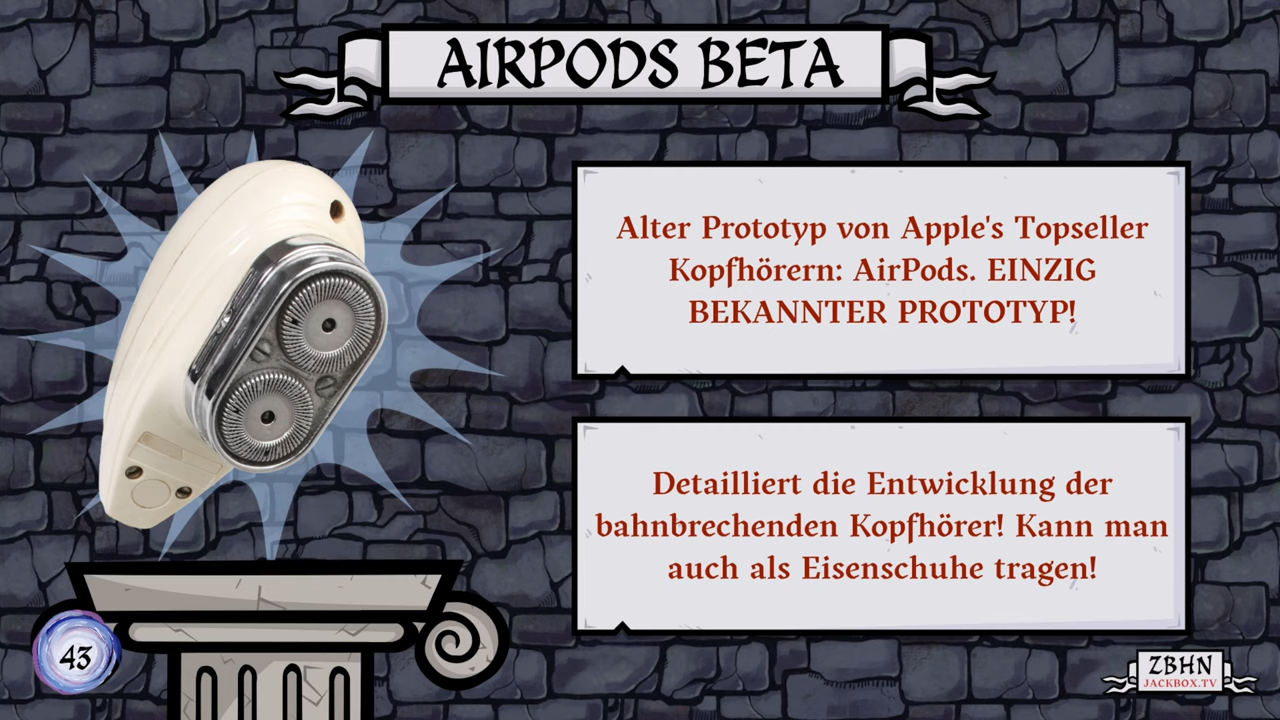 AIRPODS BETA
Alter Prototyp von Apple's Topseller
Kopfhörern: AirPods. EINZIG
BEKANNTER PROTOTYP!
Detailliert die Entwicklung der
bahnbrechenden Kopfhörer! Kann man
auch als Eisenschuhe tragen!
43
ZBHN
JACKBOX.TV